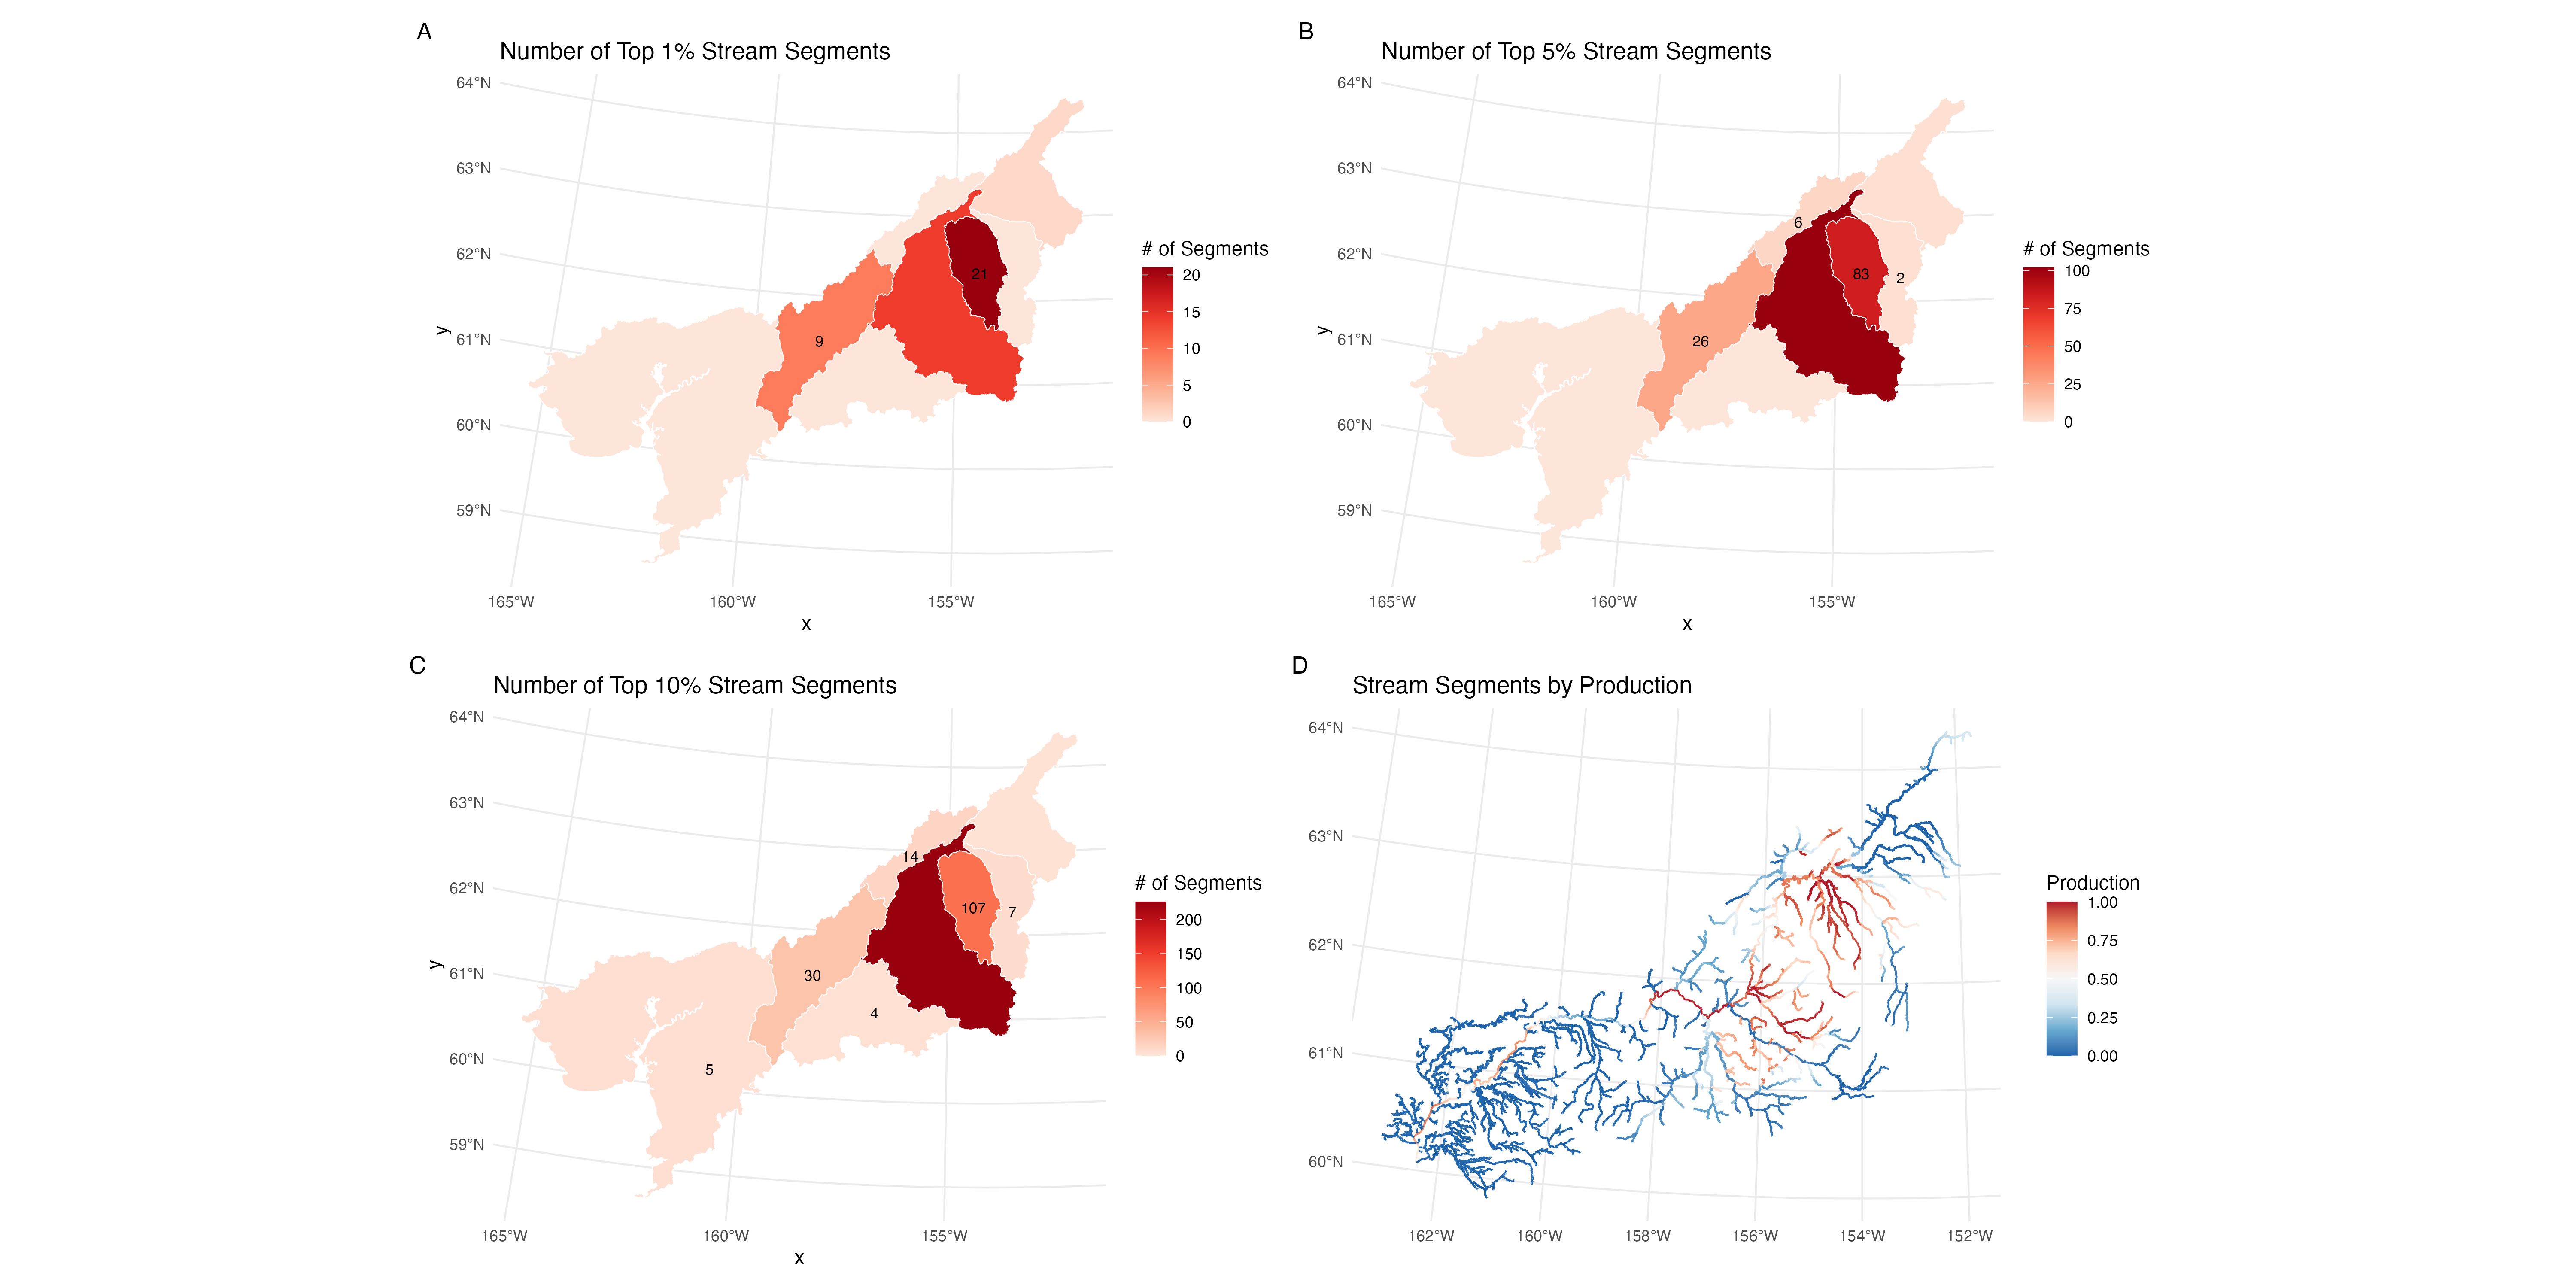 A
Number of Top 1% Stream Segments
64°N
63°N
62°N
61°N
60°N
59°N
y
21
9
165°W
160°W
155°W
x
# of Segments
20
15
10
5
0
B
Number of Top 5% Stream Segments
64°N
63°N
62°N
61°N
60°N
59°N
y
6
83
2
26
165°W
160°W
155°W
x
# of Segments
100
75
50
25
0
C
Number of Top 10% Stream Segments
64°N
63°N
62°N
61°N
60°N
59°N
y
14
107
7
30
4
5
165°W
160°W
155°W
x
# of Segments
200
150
100
50
0
D
Stream Segments by Production
64°N
63°N
62°N
61°N
60°N
162°W
160°W
158°W
156°W
154°W
152°W
Production
1.00
0.75
0.50
0.25
0.00